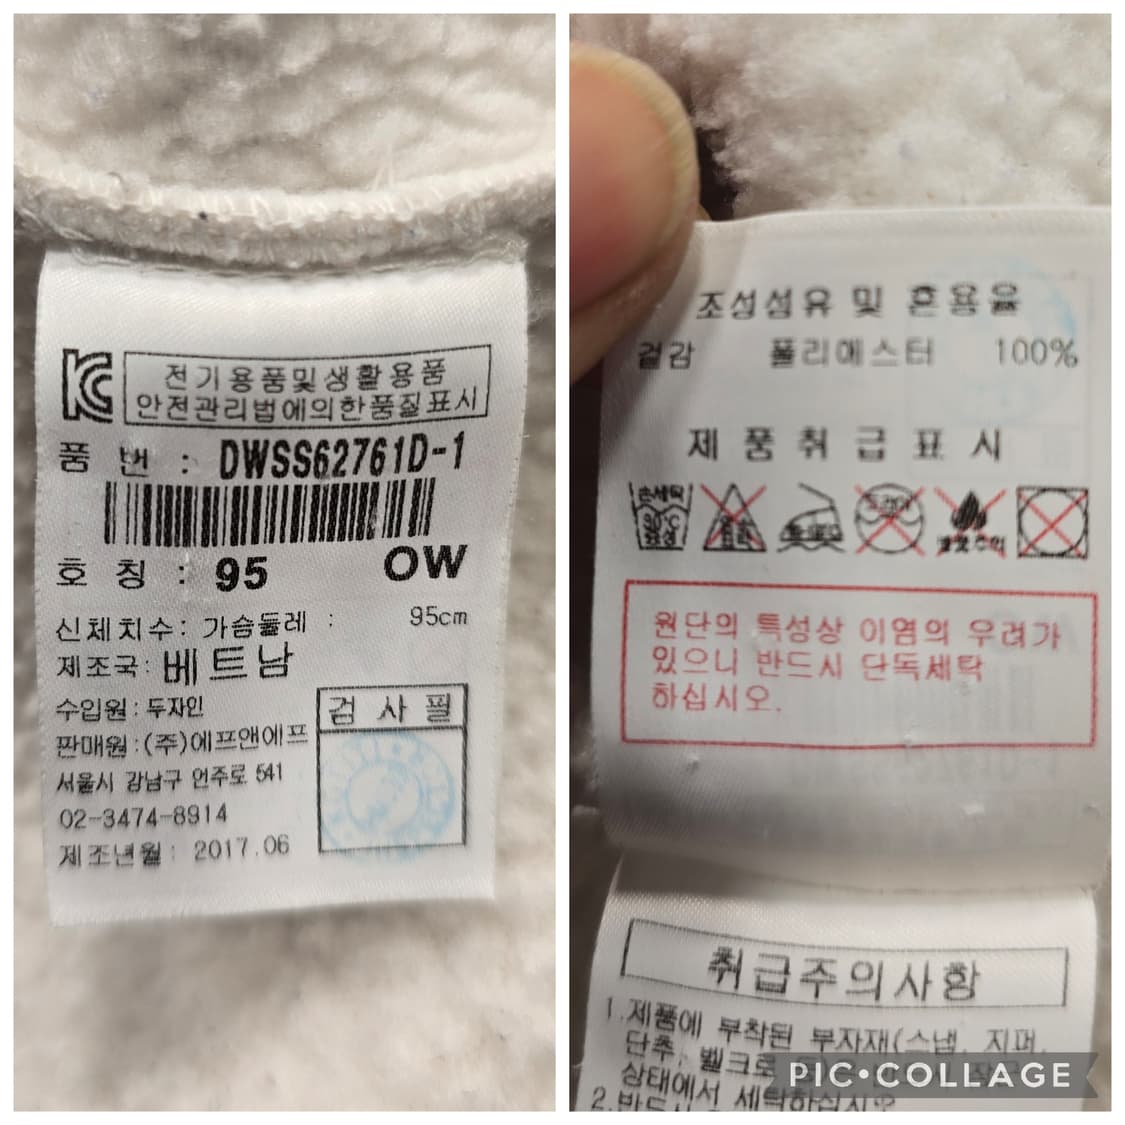 KC
전기용품및생활용품
안전관리법에의한품질표시
품 번 : DWSS62761D-1
호 칭 : 95 OW
신체치수: 가슴둘레 : 95cm
제조국: 베트남
수입원 : 두자인
판매원 : (주)에프앤에프
서울시 강남구 언주로 541
02-3474-8914
제조년월: 2017.06
검 사 필
조성섬유 및 혼용율
겉감 폴리에스터 100%
제 품 취 급 표 시
원단의 특성상 이염의 우려가
있으니 반드시 단독세탁
하십시오.
취급주의사항
1.제품에 부착된 부자재(스냅, 지퍼,
단추, 벨크로
상태에서 세탁하십시오
2.반드시
PIC•COLLAGE